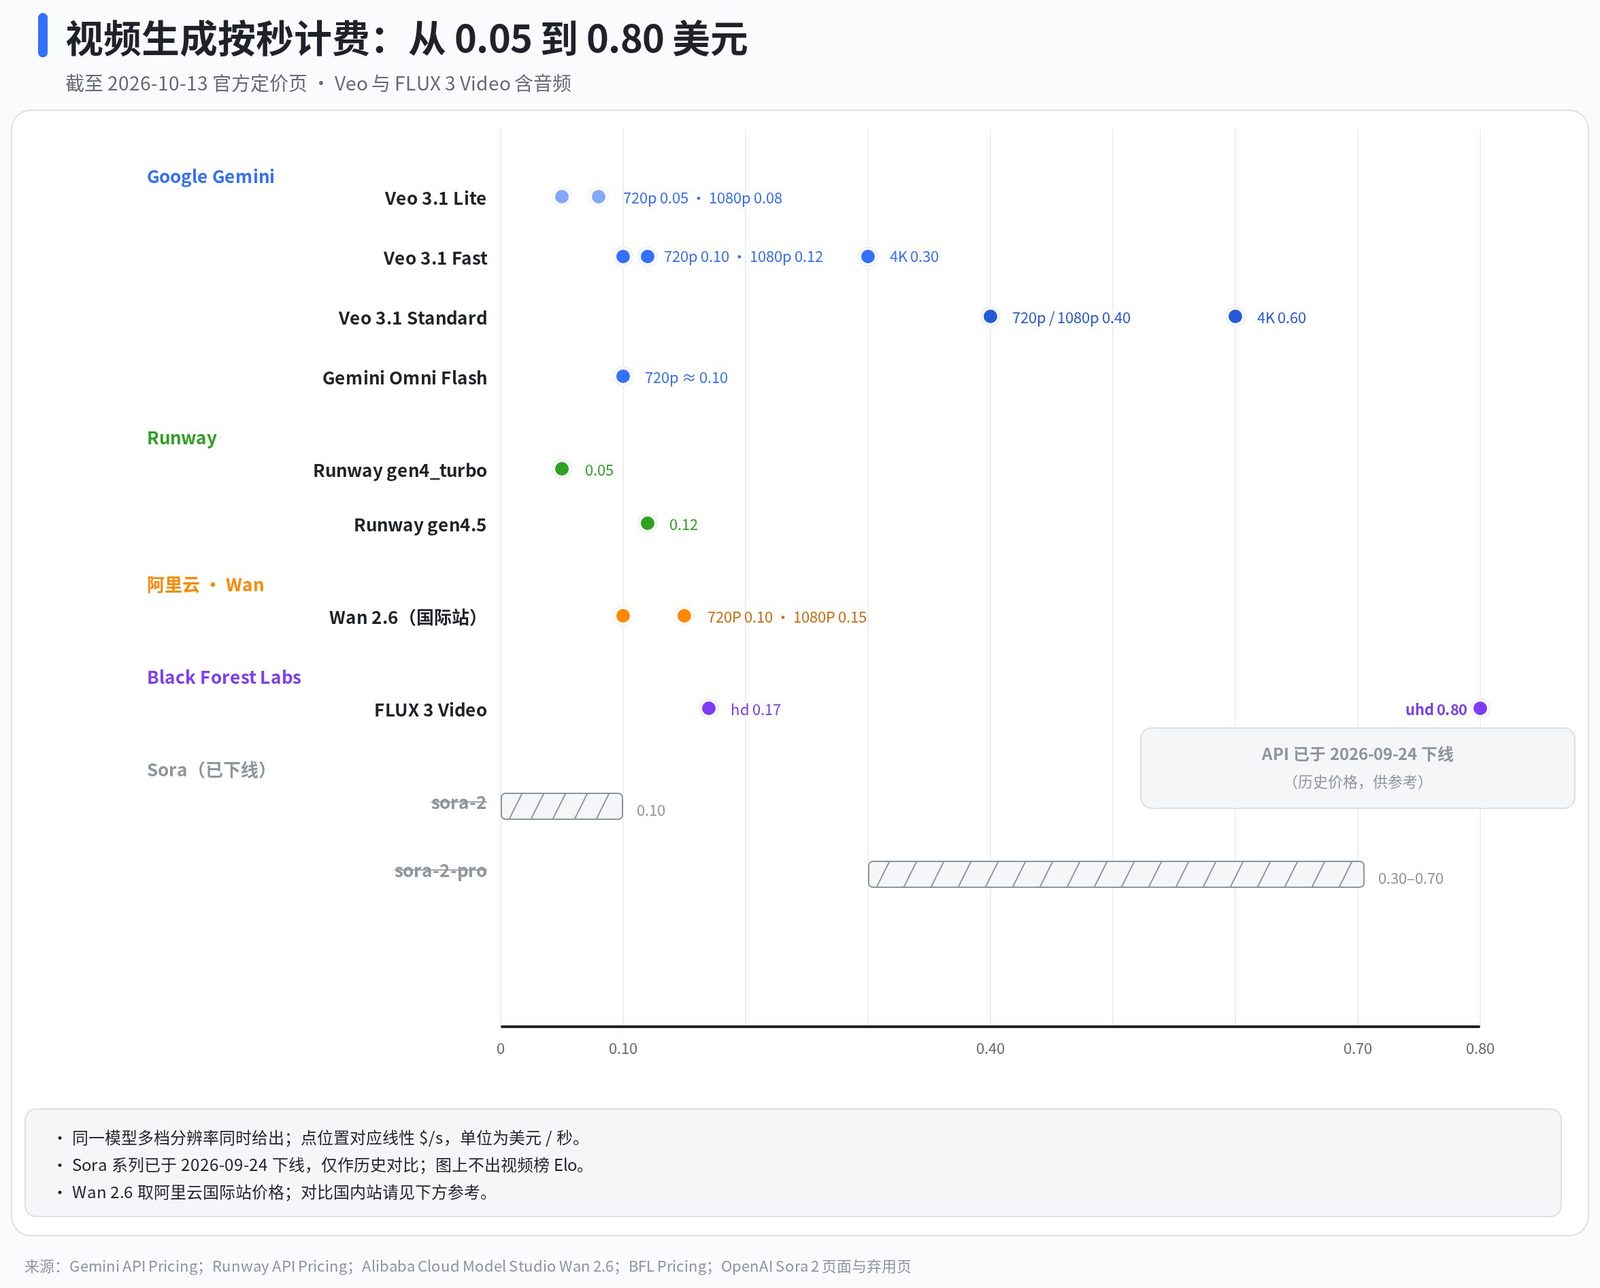 视频生成按秒计费：从 0.05 到 0.80 美元
截至 2026-10-13 官方定价页 · Veo 与 FLUX 3 Video 含音频
Google Gemini
Veo 3.1 Lite
720p 0.05 · 1080p 0.08
Veo 3.1 Fast
720p 0.10 · 1080p 0.12
4K 0.30
Veo 3.1 Standard
720p / 1080p 0.40
4K 0.60
Gemini Omni Flash
720p ≈ 0.10
Runway
Runway gen4_turbo
0.05
Runway gen4.5
0.12
阿里云 · Wan
Wan 2.6（国际站）
720P 0.10 · 1080P 0.15
Black Forest Labs
FLUX 3 Video
hd 0.17
uhd 0.80
API 已于 2026-09-24 下线
（历史价格，供参考）
Sora（已下线）
sora-2
0.10
sora-2-pro
0.30–0.70
0
0.10
0.40
0.70
0.80
· 同一模型多档分辨率同时给出；点位置对应线性 $/s，单位为美元 / 秒。
· Sora 系列已于 2026-09-24 下线，仅作历史对比；图上不出视频榜 Elo。
· Wan 2.6 取阿里云国际站价格；对比国内站请见下方参考。
来源：Gemini API Pricing；Runway API Pricing；Alibaba Cloud Model Studio Wan 2.6；BFL Pricing；OpenAI Sora 2 页面与弃用页